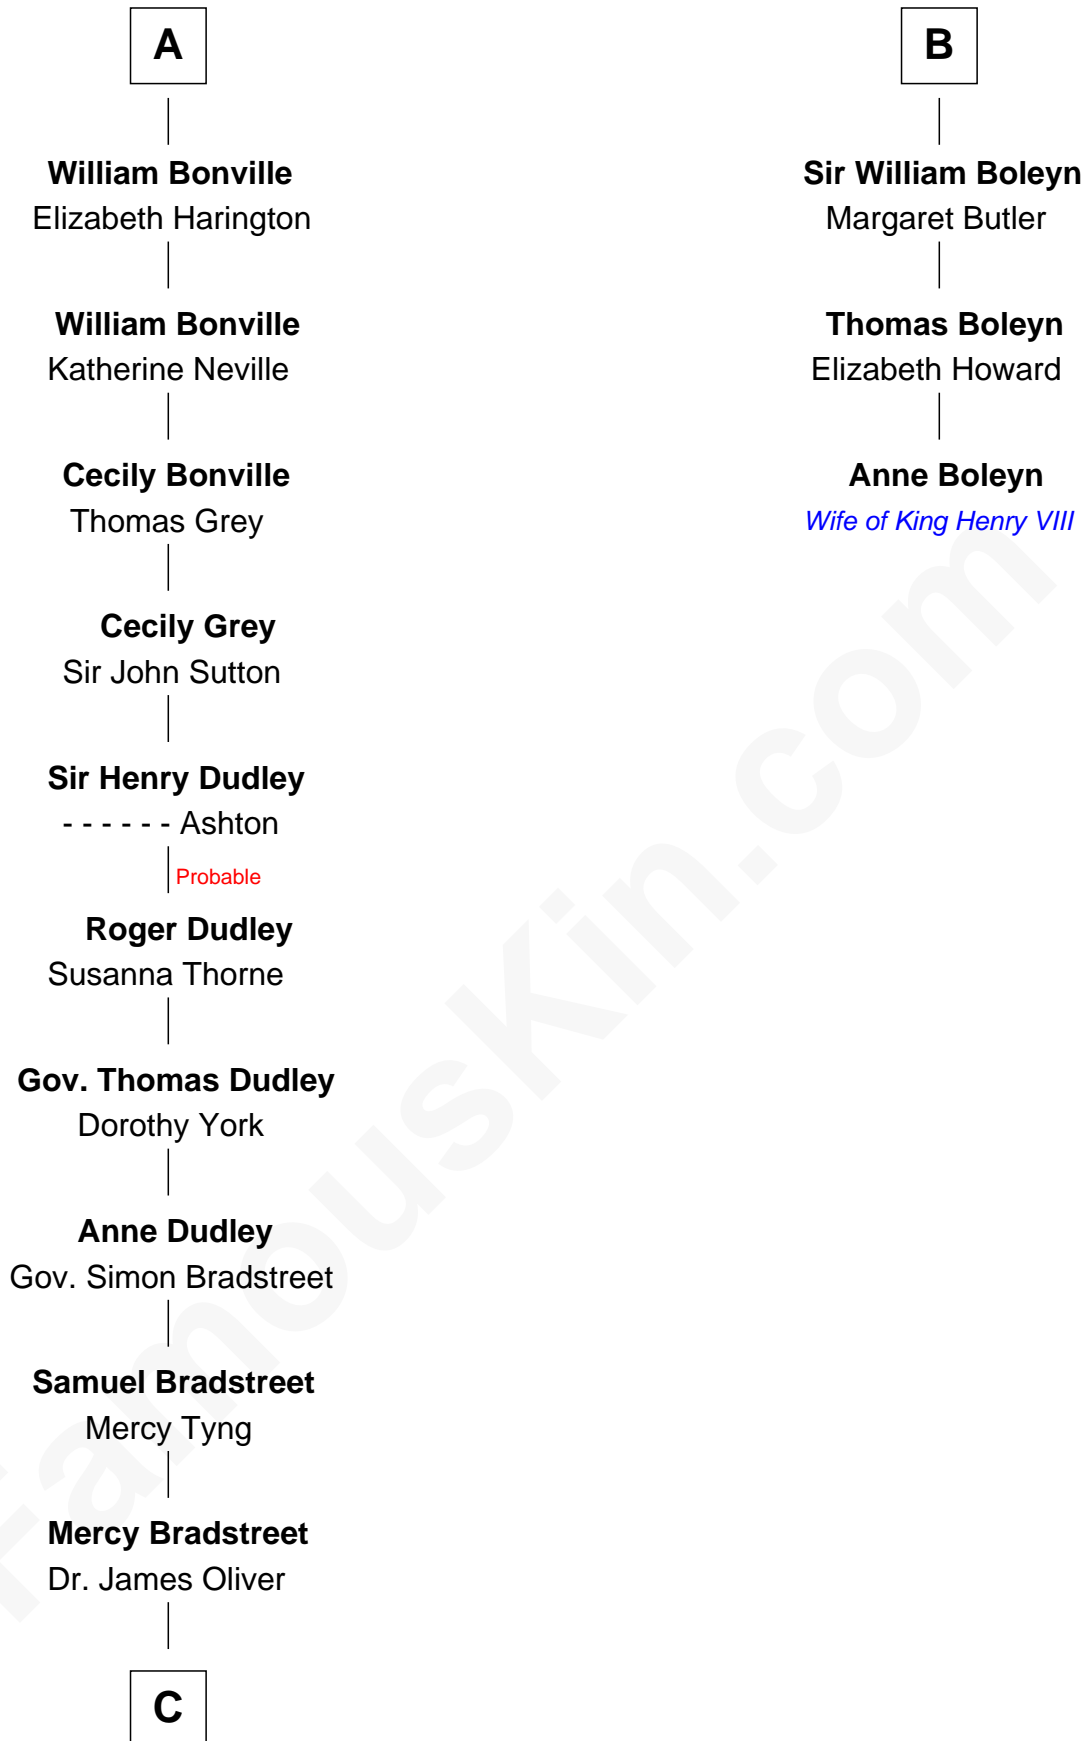 A
William Bonville
Elizabeth Harington
William Bonville
Katherine Neville
Cecily Bonville
Thomas Grey
Cecily Grey
Sir John Sutton
Sir Henry Dudley
- - - - - - Ashton
Probable
Roger Dudley
Susanna Thorne
Gov. Thomas Dudley
Dorothy York
Anne Dudley
Gov. Simon Bradstreet
Samuel Bradstreet
Mercy Tyng
Mercy Bradstreet
Dr. James Oliver
C
B
Sir William Boleyn
Margaret Butler
Thomas Boleyn
Elizabeth Howard
Anne Boleyn
Wife of King Henry VIII
FamousKin.com